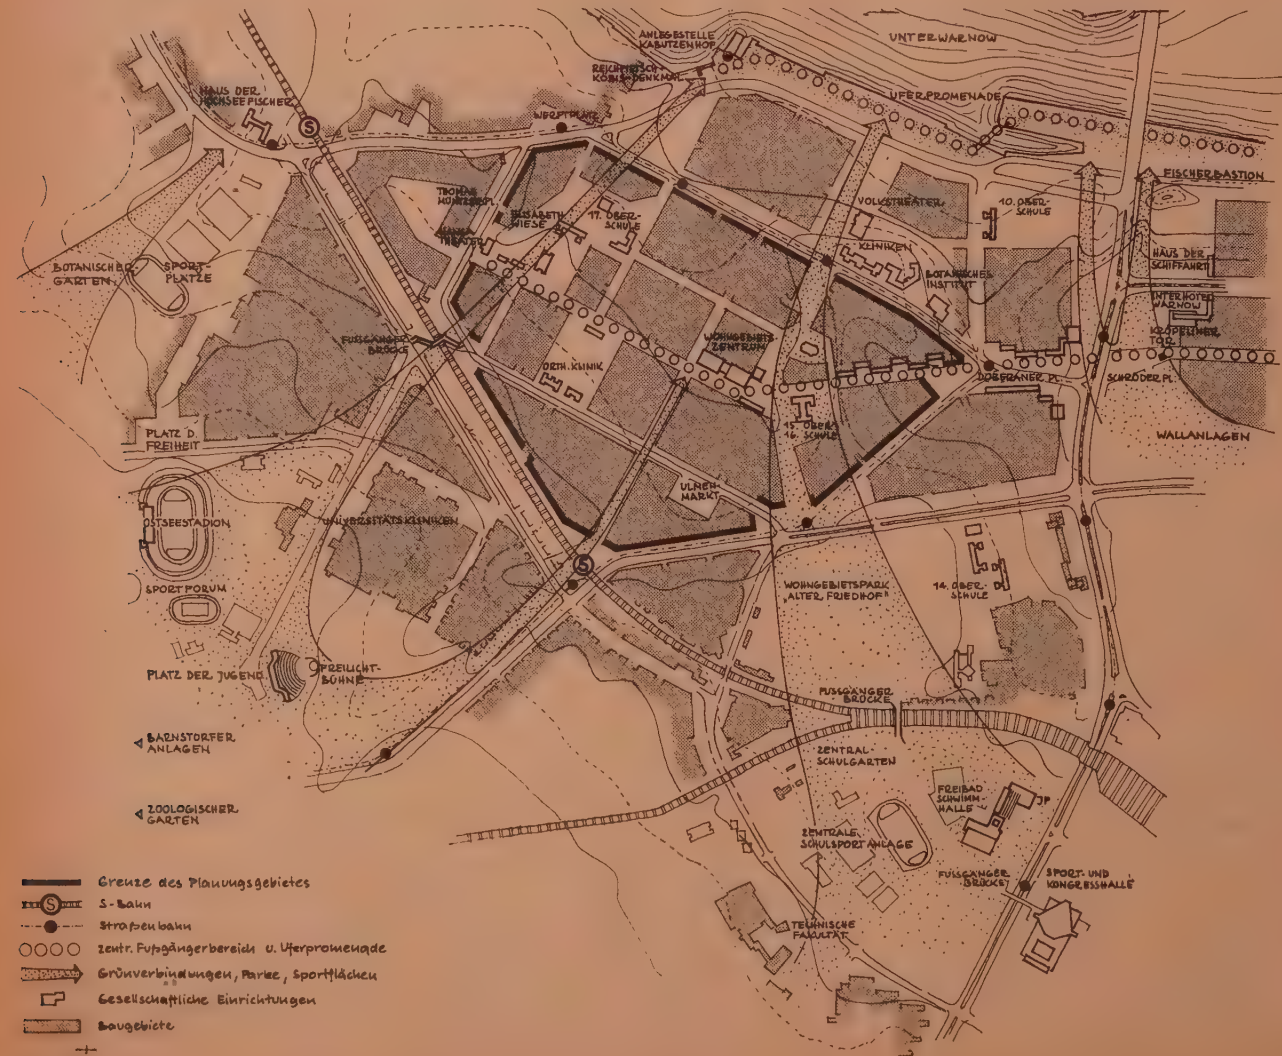 ANLEGESTELLE
KABUTZENHOF
UNTERWARNOW
REICHPIETSCH-
KÖBIS-DENKMAL
HAUS DER
HOCHSEEFISCHER
S
UFERPROMENADE
WERFTPLATZ
FISCHERBASTION
THOMAS
MÜNTZER PL.
ELISABETH
WIESE
17. OBER-
SCHULE
VOLKSTHEATER
10. OBER-
SCHULE
THEATER
KLINIKEN
HAUS DER
SCHIFFAHRT
BOTANISCHER
GARTEN
SPORT-
PLÄTZE
BOTANISCHES
INSTITUT
INTERHOTEL
WARNOW
FUSSGÄNGER
BRÜCKE
WOHNGEBIETS
ZENTRUM
KRÖPELINER
TOR
ORTH. KLINIK
DOBERANER PL.
SCHRÖDER PL.
PLATZ D.
FREIHEIT
15. OBER-
16. SCHULE
WALLANLAGEN
ULMEN-
MARKT
OSTSEESTADION
UNIVERSITÄTSKLINIKEN
S
SPORTFORUM
WOHNGEBIETSPARK
"ALTER FRIEDHOF"
14. OBER-
SCHULE
PLATZ DER JUGEND
FREILICHT-
BÜHNE
FUSSGÄNGER
BRÜCKE
BARNSTORFER
ANLAGEN
ZENTRAL-
SCHULGARTEN
ZOOLOGISCHER
GARTEN
FREIBAD
SCHWIMM-
HALLE
ZENTRALE
SCHULSPORTANLAGE
FUSSGÄNGER
BRÜCKE
SPORT- UND
KONGRESSHALLE
TECHNISCHE
FAKULTÄT
Grenze des Planungsgebietes
S S-Bahn
Straßenbahn
zentr. Fußgängerbereich u. Uferpromenade
Grünverbindungen, Parke, Sportflächen
Gesellschaftliche Einrichtungen
Baugebiete